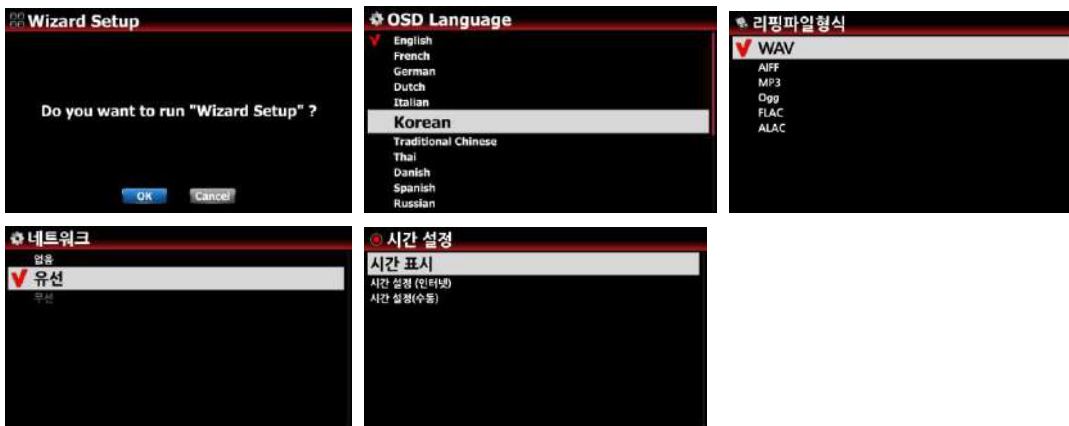 Wizard Setup
Do you want to run "Wizard Setup" ?
OK
Cancel
OSD Language
English
French
German
Dutch
Italian
Korean
Traditional Chinese
Thai
Danish
Spanish
Russian
리핑파일형식
WAV
AIFF
MP3
Ogg
FLAC
ALAC
네트워크
없음
유선
무선
시간 설정
시간 표시
시간 설정 (인터넷)
시간 설정(수동)